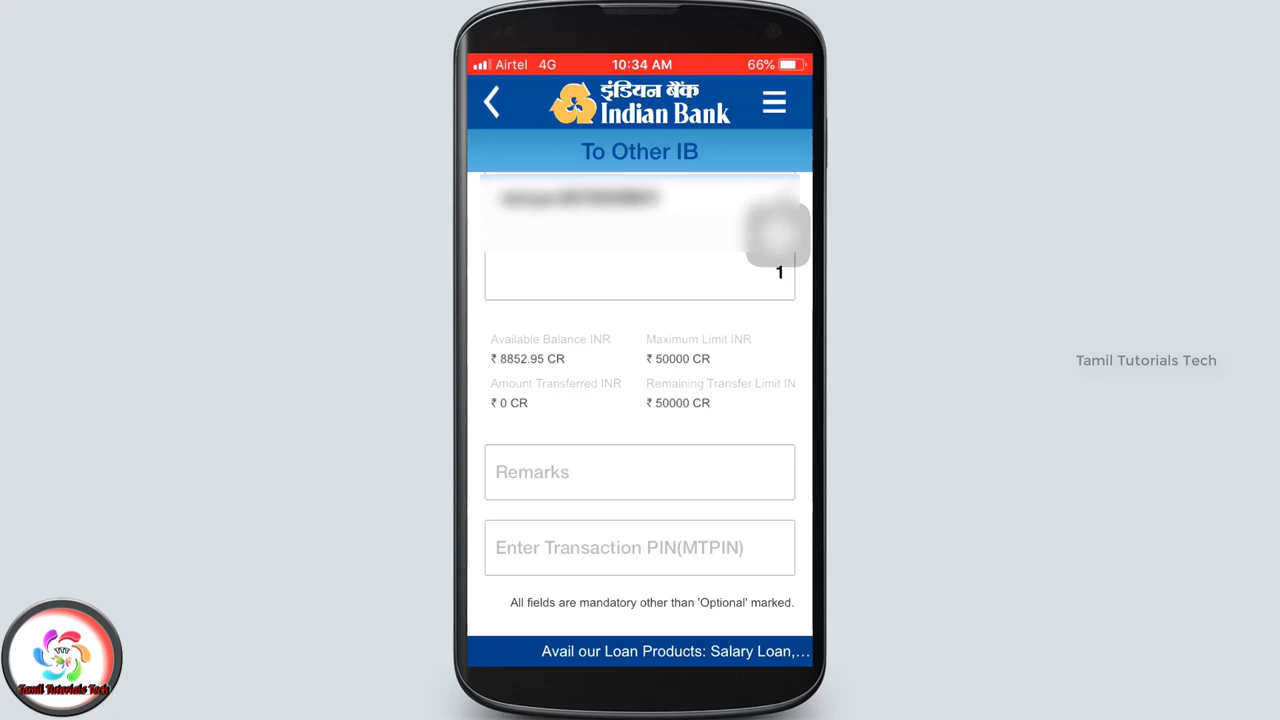 Airtel 4G 10:34 AM 66%
इंडियन बैंक
Indian Bank
To Other IB
1
Available Balance INR Maximum Limit INR
₹ 8852.95 CR ₹ 50000 CR
Amount Transferred INR Remaining Transfer Limit IN
₹ 0 CR ₹ 50000 CR
Remarks
Enter Transaction PIN(MTPIN)
All fields are mandatory other than 'Optional' marked.
Avail our Loan Products: Salary Loan,...
Tamil Tutorials Tech
TTT
Tamil Tutorials Tech